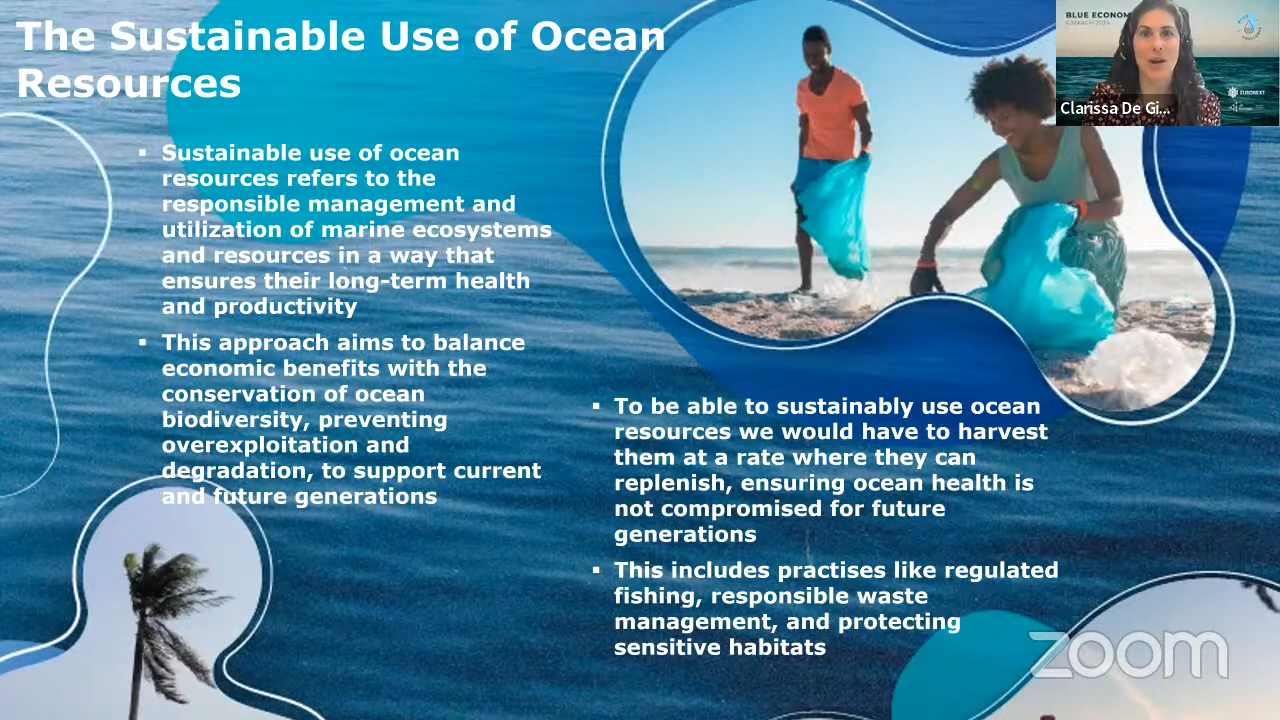 The Sustainable Use of Ocean
Resources
▪ Sustainable use of ocean
resources refers to the
responsible management and
utilization of marine ecosystems
and resources in a way that
ensures their long-term health
and productivity
▪ This approach aims to balance
economic benefits with the
conservation of ocean
biodiversity, preventing
overexploitation and
degradation, to support current
and future generations
▪ To be able to sustainably use ocean
resources we would have to harvest
them at a rate where they can
replenish, ensuring ocean health is
not compromised for future
generations
▪ This includes practises like regulated
fishing, responsible waste
management, and protecting
sensitive habitats
BLUE ECONOM
EURONEXT
Clarissa De Gi...
zoom